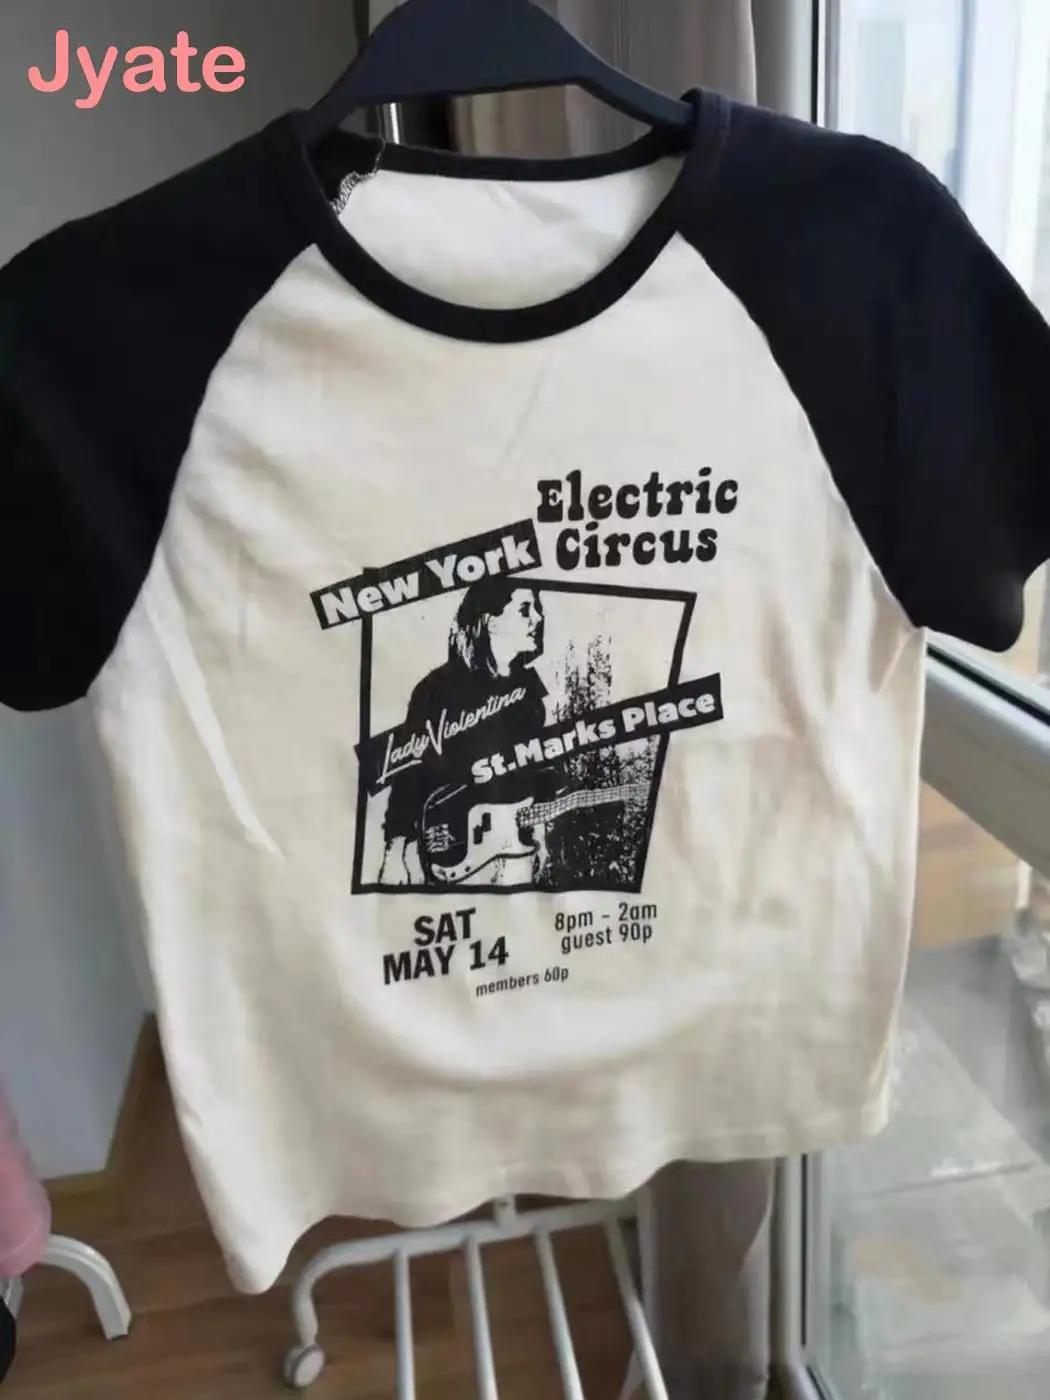 Jyate
Electric
Circus
New York
Lady Violentina
St.Marks Place
SAT
MAY 14
8pm - 2am
guest 90p
members 60p